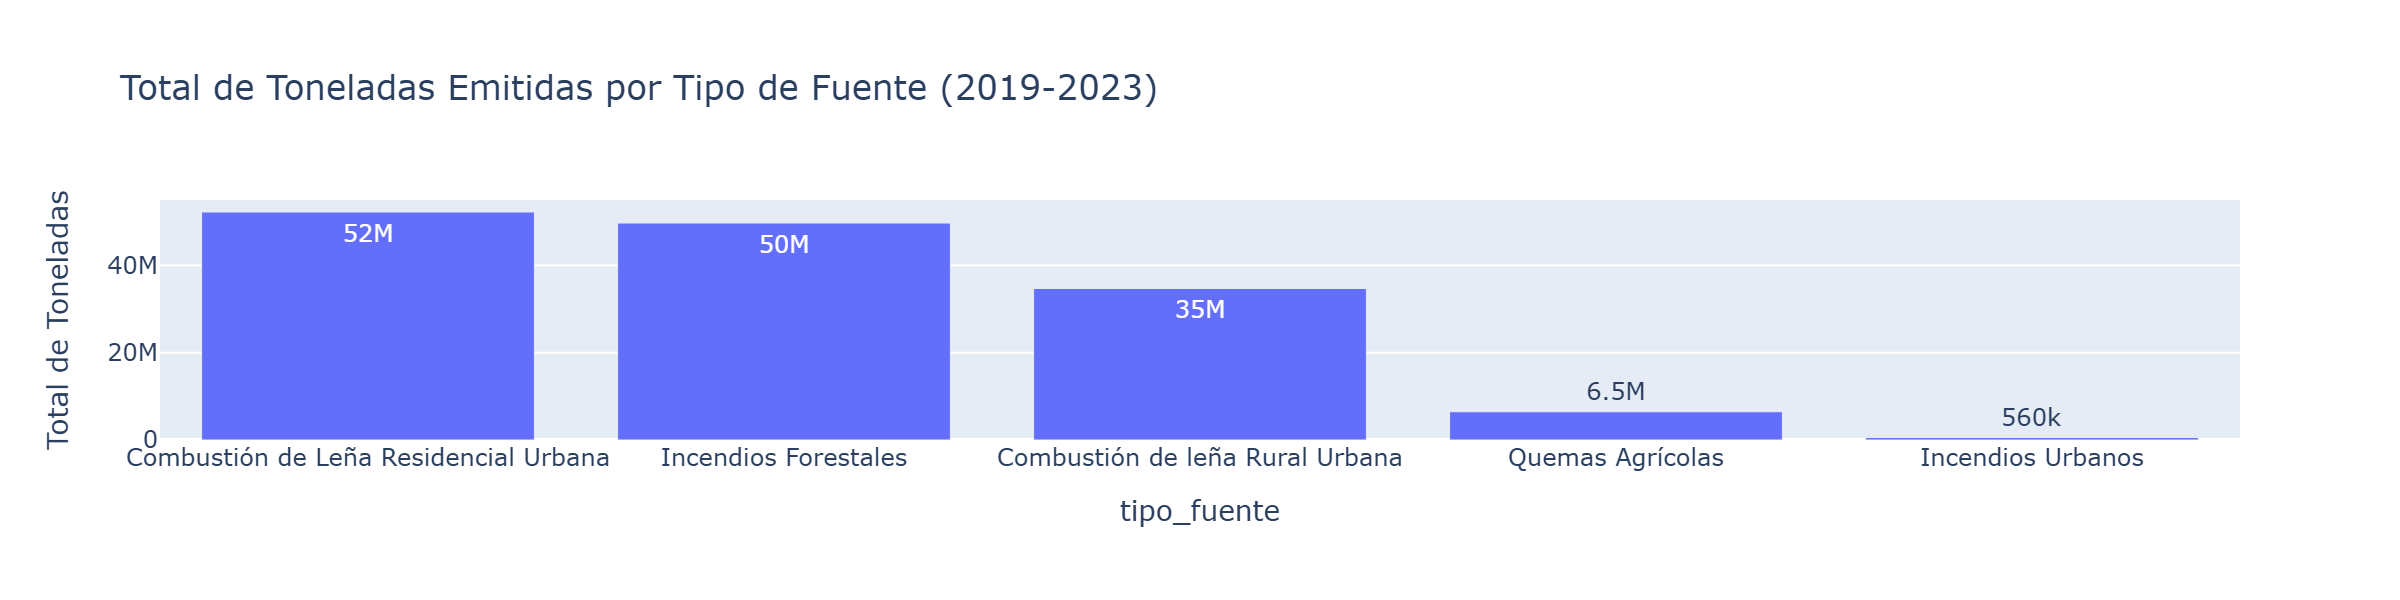 Total de Toneladas Emitidas por Tipo de Fuente (2019-2023)
Total de Toneladas
40M
20M
0
52M
50M
35M
6.5M
560k
Combustión de Leña Residencial Urbana
Incendios Forestales
Combustión de leña Rural Urbana
Quemas Agrícolas
Incendios Urbanos
tipo_fuente